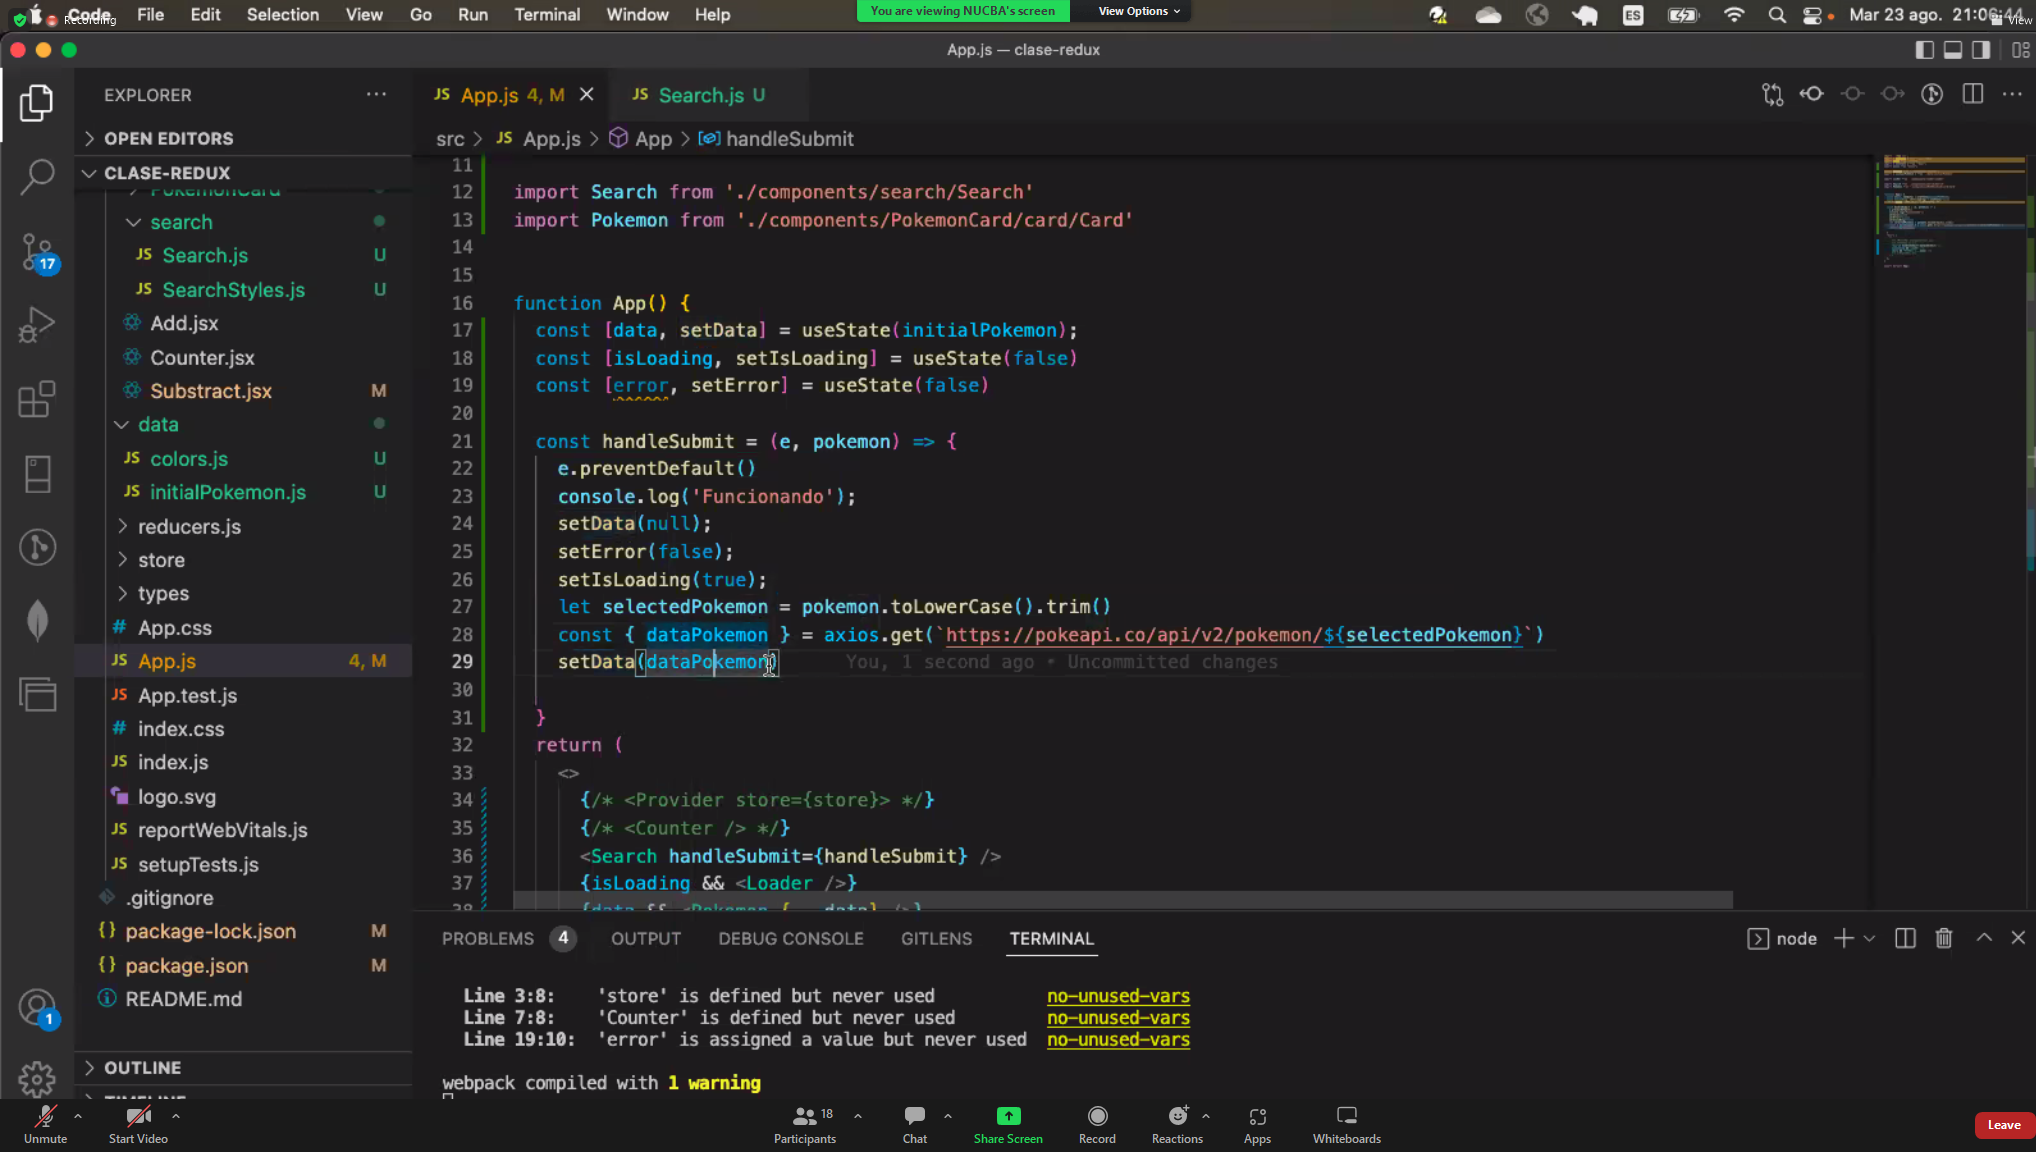 Code File Edit Selection View Go Run Terminal Window Help
Recording
You are viewing NUCBA's screen View Options
ES Mar 23 ago. 21:06:44
View
App.js — clase-redux
EXPLORER
OPEN EDITORS
CLASE-REDUX
PokemonCard
search
Search.js U
SearchStyles.js U
Add.jsx
Counter.jsx
Substract.jsx M
data
colors.js U
initialPokemon.js U
reducers.js
store
types
App.css
App.js 4, M
App.test.js
index.css
index.js
logo.svg
reportWebVitals.js
setupTests.js
.gitignore
package-lock.json M
package.json M
README.md
OUTLINE
TIMELINE
17
1
JS App.js 4, M JS Search.js U
src > JS App.js > App > handleSubmit
11
12 import Search from './components/search/Search'
13 import Pokemon from './components/PokemonCard/card/Card'
14
15
16 function App() {
17 const [data, setData] = useState(initialPokemon);
18 const [isLoading, setIsLoading] = useState(false)
19 const [error, setError] = useState(false)
20
21 const handleSubmit = (e, pokemon) => {
22 e.preventDefault()
23 console.log('Funcionando');
24 setData(null);
25 setError(false);
26 setIsLoading(true);
27 let selectedPokemon = pokemon.toLowerCase().trim()
28 const { dataPokemon } = axios.get(`https://pokeapi.co/api/v2/pokemon/${selectedPokemon}`)
29 setData(dataPokemon) You, 1 second ago • Uncommitted changes
30
31 }
32 return (
33 <>
34 {/* <Provider store={store}> */}
35 {/* <Counter /> */}
36 <Search handleSubmit={handleSubmit} />
37 {isLoading && <Loader />}
38 {data && <Pokemon {...data} />}
PROBLEMS 4 OUTPUT DEBUG CONSOLE GITLENS TERMINAL node
Line 3:8: 'store' is defined but never used no-unused-vars
Line 7:8: 'Counter' is defined but never used no-unused-vars
Line 19:10: 'error' is assigned a value but never used no-unused-vars
webpack compiled with 1 warning
Unmute Start Video Participants 18 Chat Share Screen Record Reactions Apps Whiteboards Leave